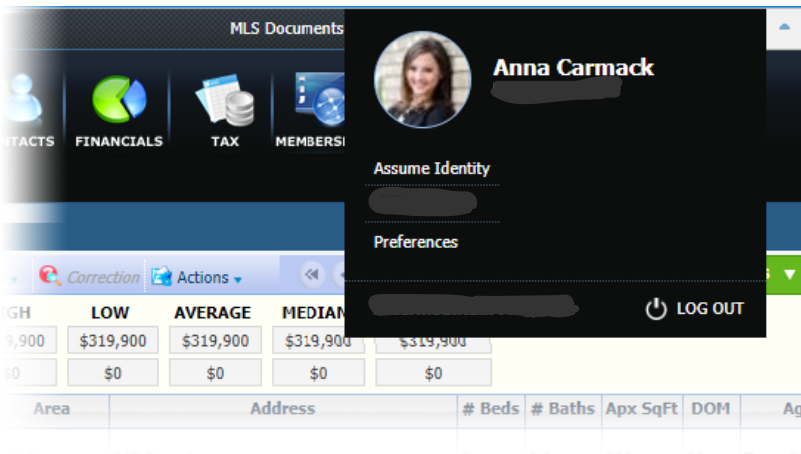 MLS Documents
Anna Carmack
FINANCIALS
TAX
Assume Identity
Preferences
Correction
Actions
LOG OUT
LOW
AVERAGE
MEDIAN
$319,900
$319,900
$319,900
$319,900
$0
$0
$0
$0
$0
Area
Address
# Beds
# Baths
Apx SqFt
DOM